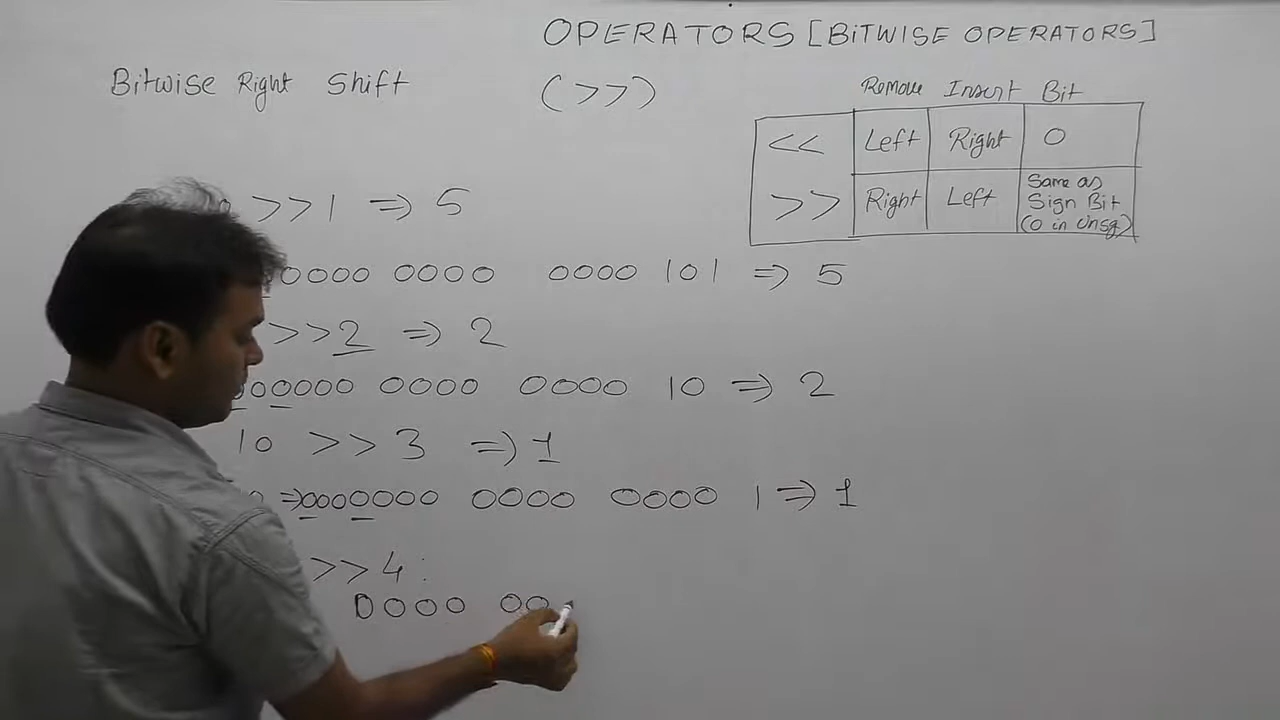 OPERATORS [BITWISE OPERATORS]
Bitwise Right Shift (>>)
Remove Insert Bit
<< Left Right 0
>> Right Left Same as Sign Bit (0 in Unsg)
>>1 => 5
0000 0000 0000 101 => 5
>>2 => 2
00000 0000 0000 10 => 2
10 >>3 => 1
=>0000000 0000 0000 1 => 1
>>4 :
0000 00